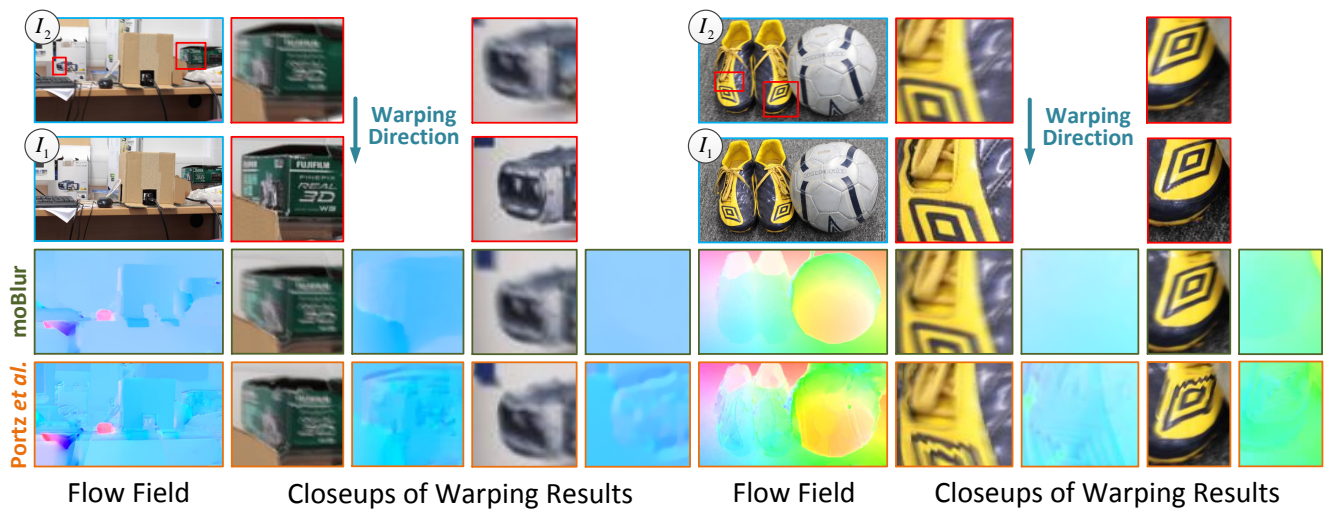 I2
I2
Warping
Direction
Warping
Direction
I1
I1
FUJIFILM
FINEPIX
REAL
3D
W3
moBlur
Portz et al.
Flow Field
Closeups of Warping Results
Flow Field
Closeups of Warping Results